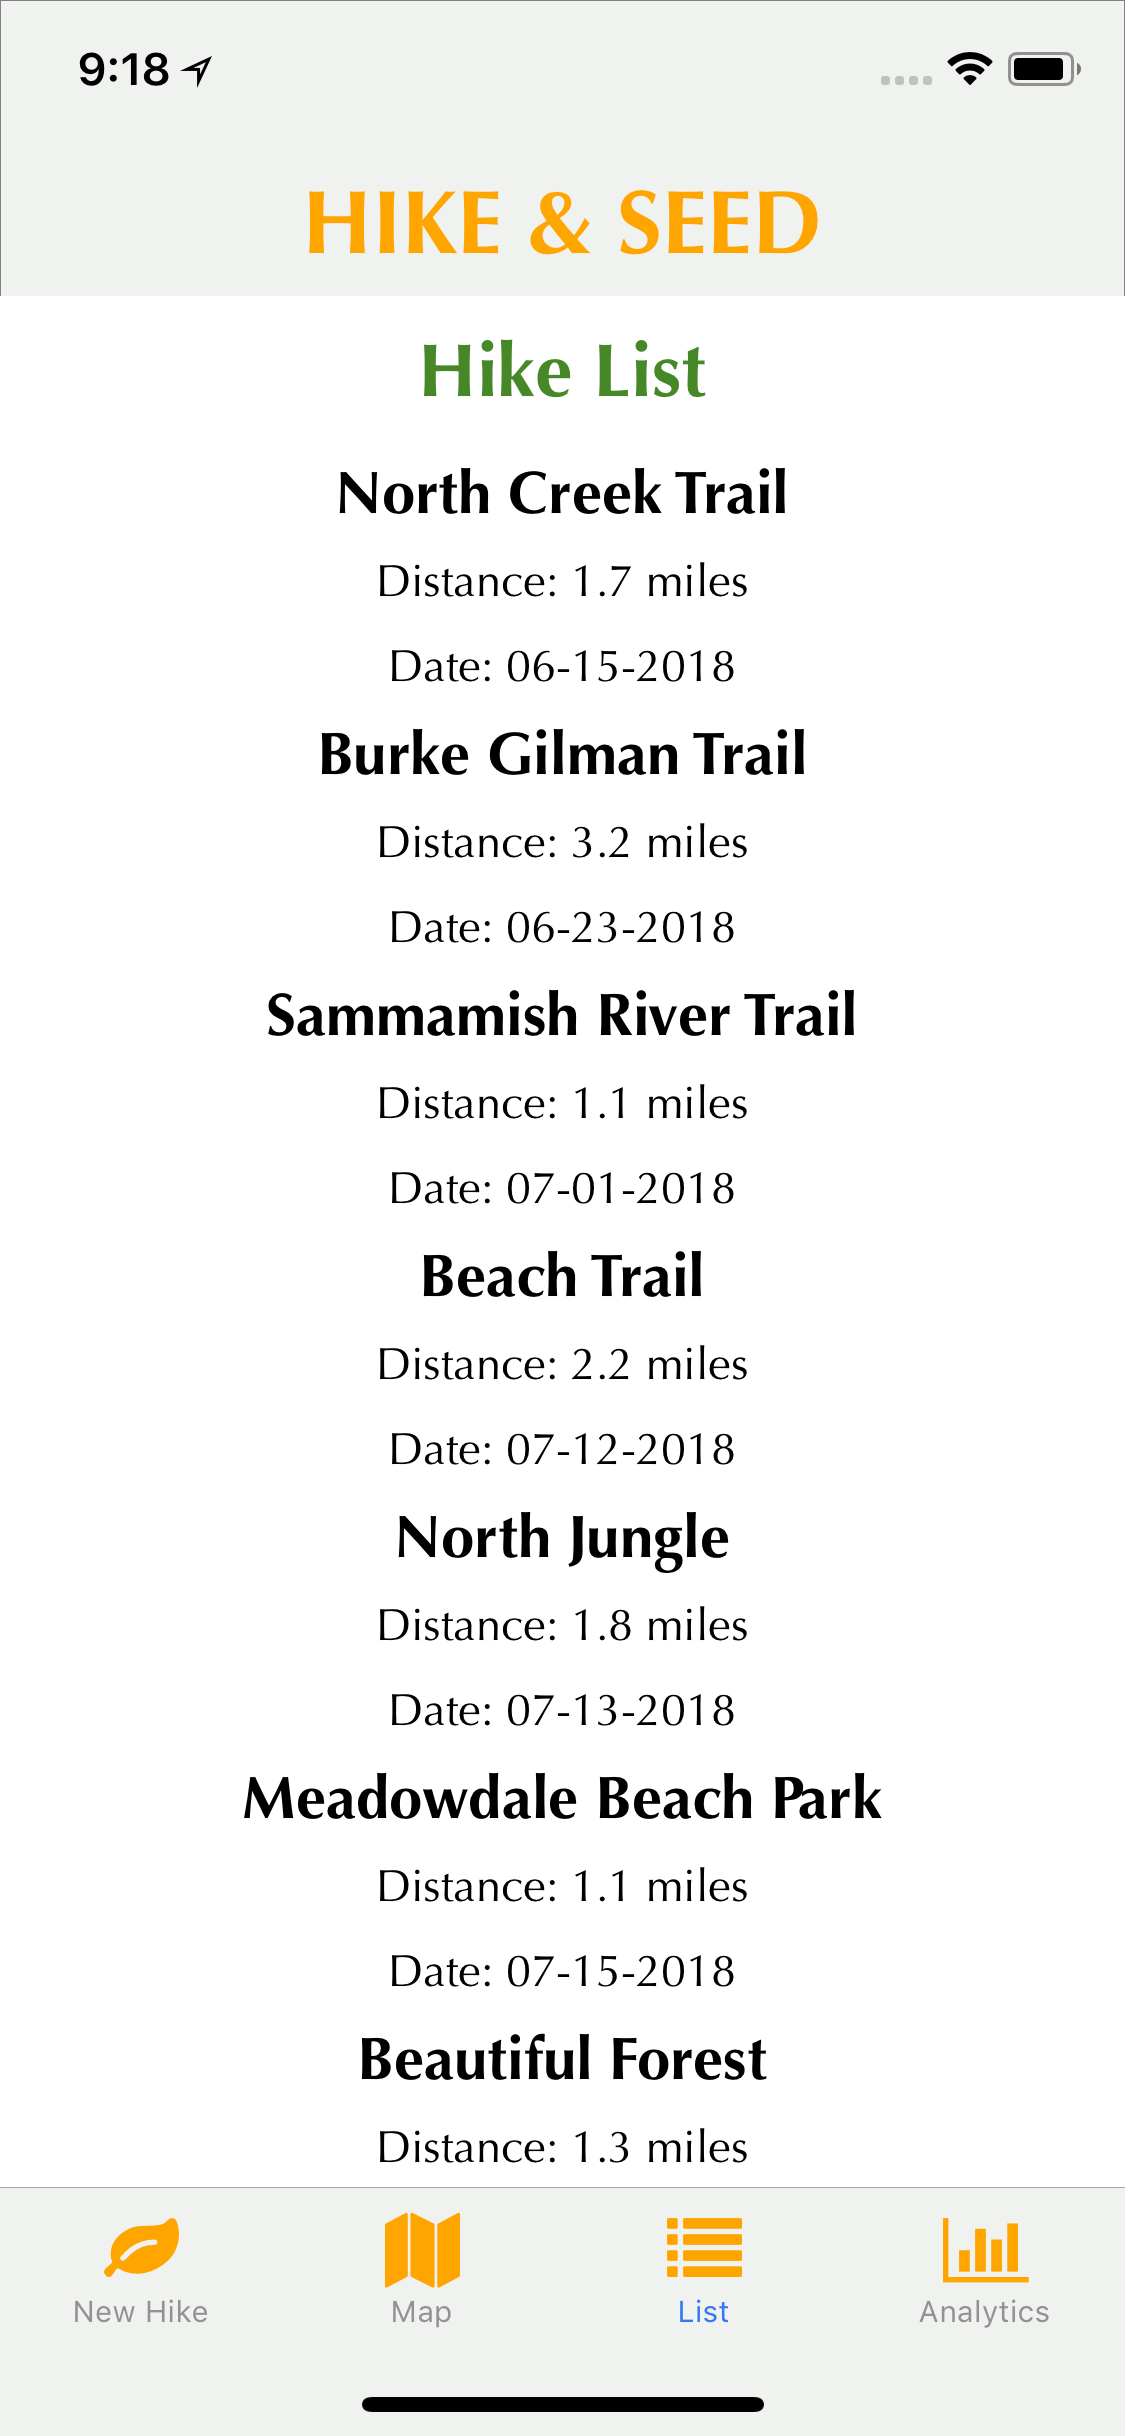 9:18
HIKE & SEED
Hike List
North Creek Trail
Distance: 1.7 miles
Date: 06-15-2018
Burke Gilman Trail
Distance: 3.2 miles
Date: 06-23-2018
Sammamish River Trail
Distance: 1.1 miles
Date: 07-01-2018
Beach Trail
Distance: 2.2 miles
Date: 07-12-2018
North Jungle
Distance: 1.8 miles
Date: 07-13-2018
Meadowdale Beach Park
Distance: 1.1 miles
Date: 07-15-2018
Beautiful Forest
Distance: 1.3 miles
New Hike Map List Analytics